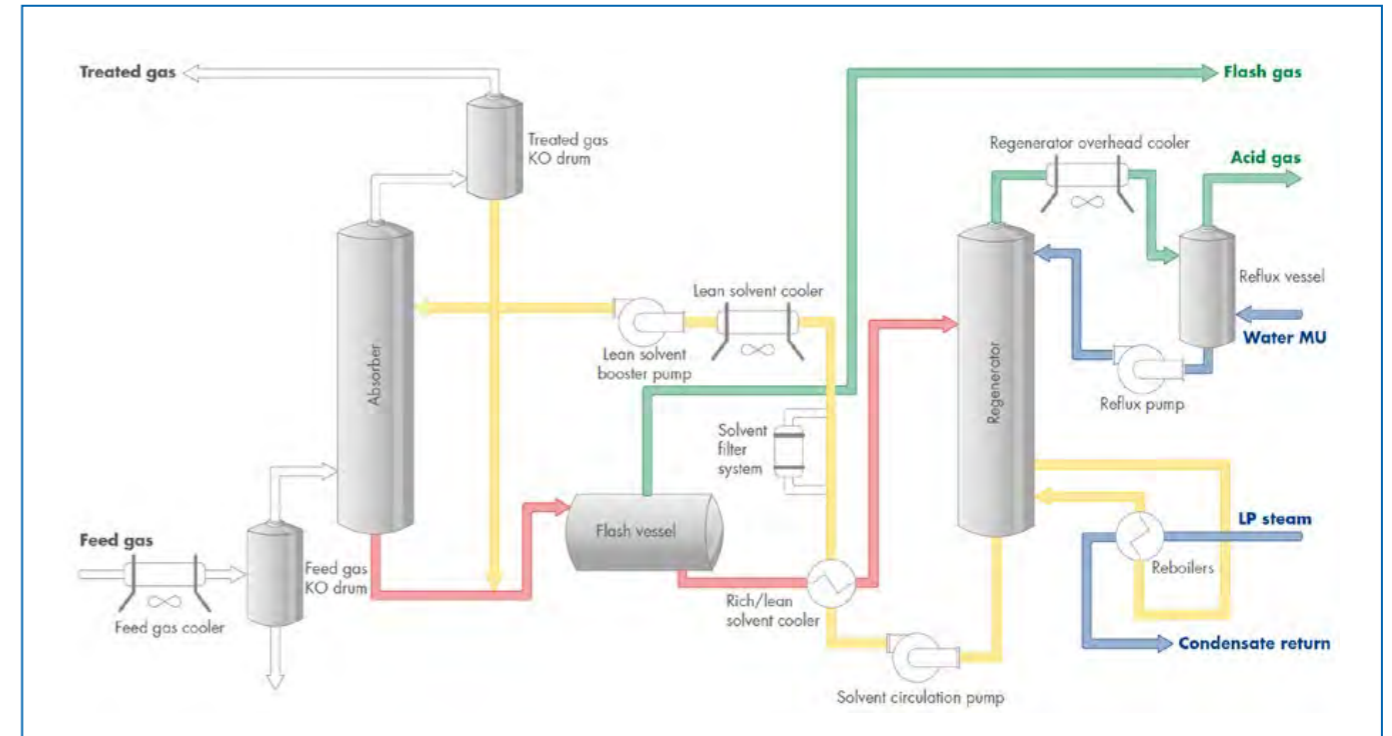 Treated gas
Flash gas
Treated gas
KO drum
Regenerator overhead cooler
Acid gas
Absorber
Lean solvent cooler
Reflux vessel
Water MU
Lean solvent
booster pump
Regenerator
Reflux pump
Solvent
filter
system
Flash vessel
LP steam
Feed gas
Feed gas
KO drum
Reboilers
Feed gas cooler
Rich/lean
solvent cooler
Condensate return
Solvent circulation pump